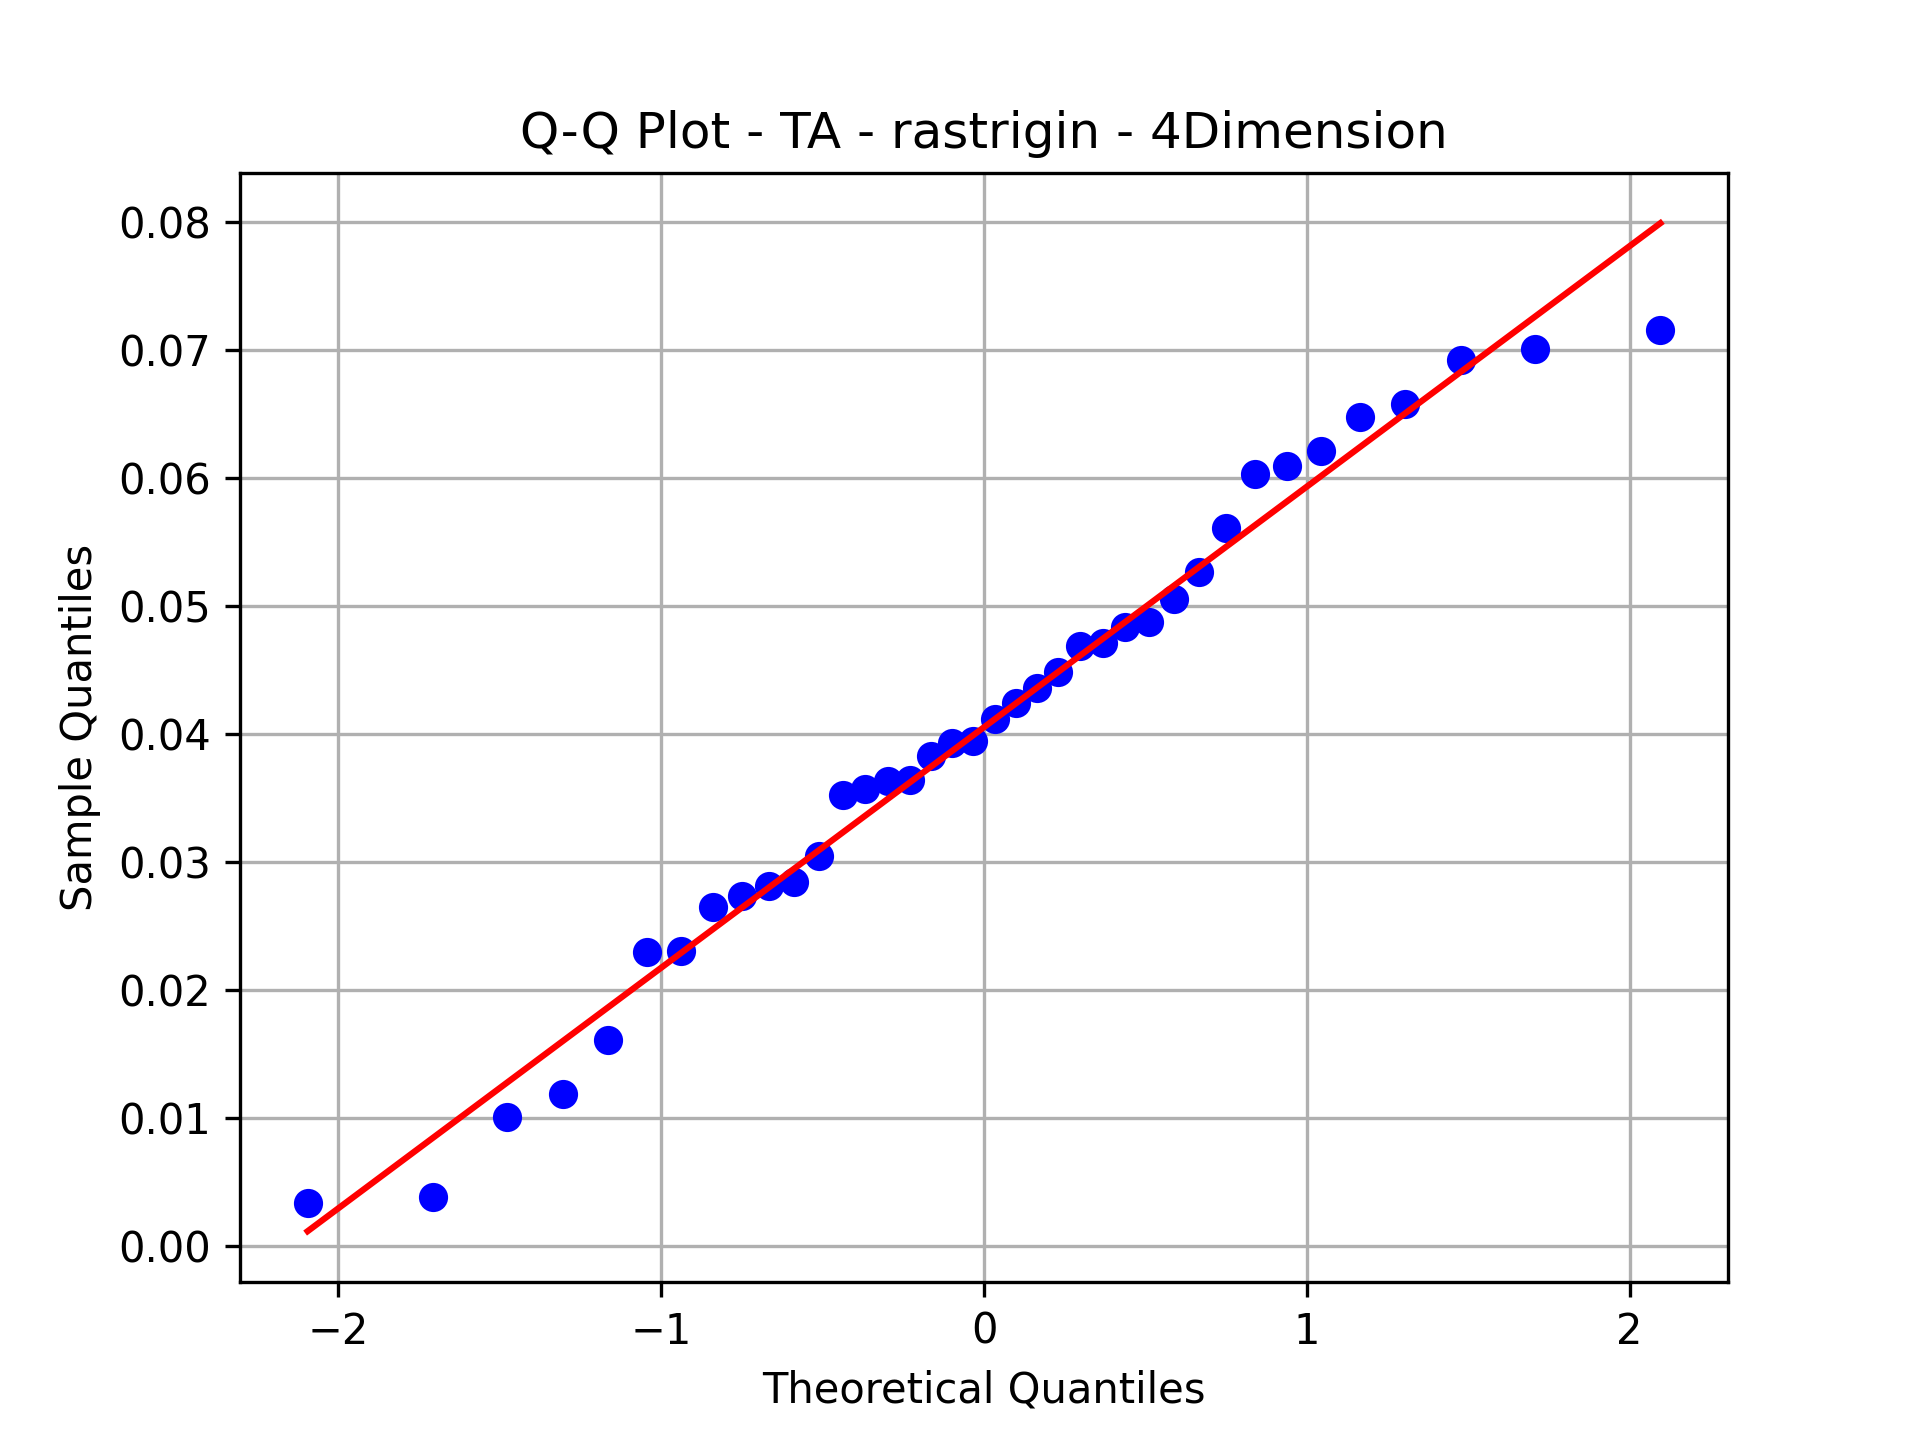 Q-Q Plot - TA - rastrigin - 4Dimension
0.08
0.07
0.06
0.05
0.04
0.03
0.02
0.01
0.00
Sample Quantiles
−2 −1 0 1 2
Theoretical Quantiles